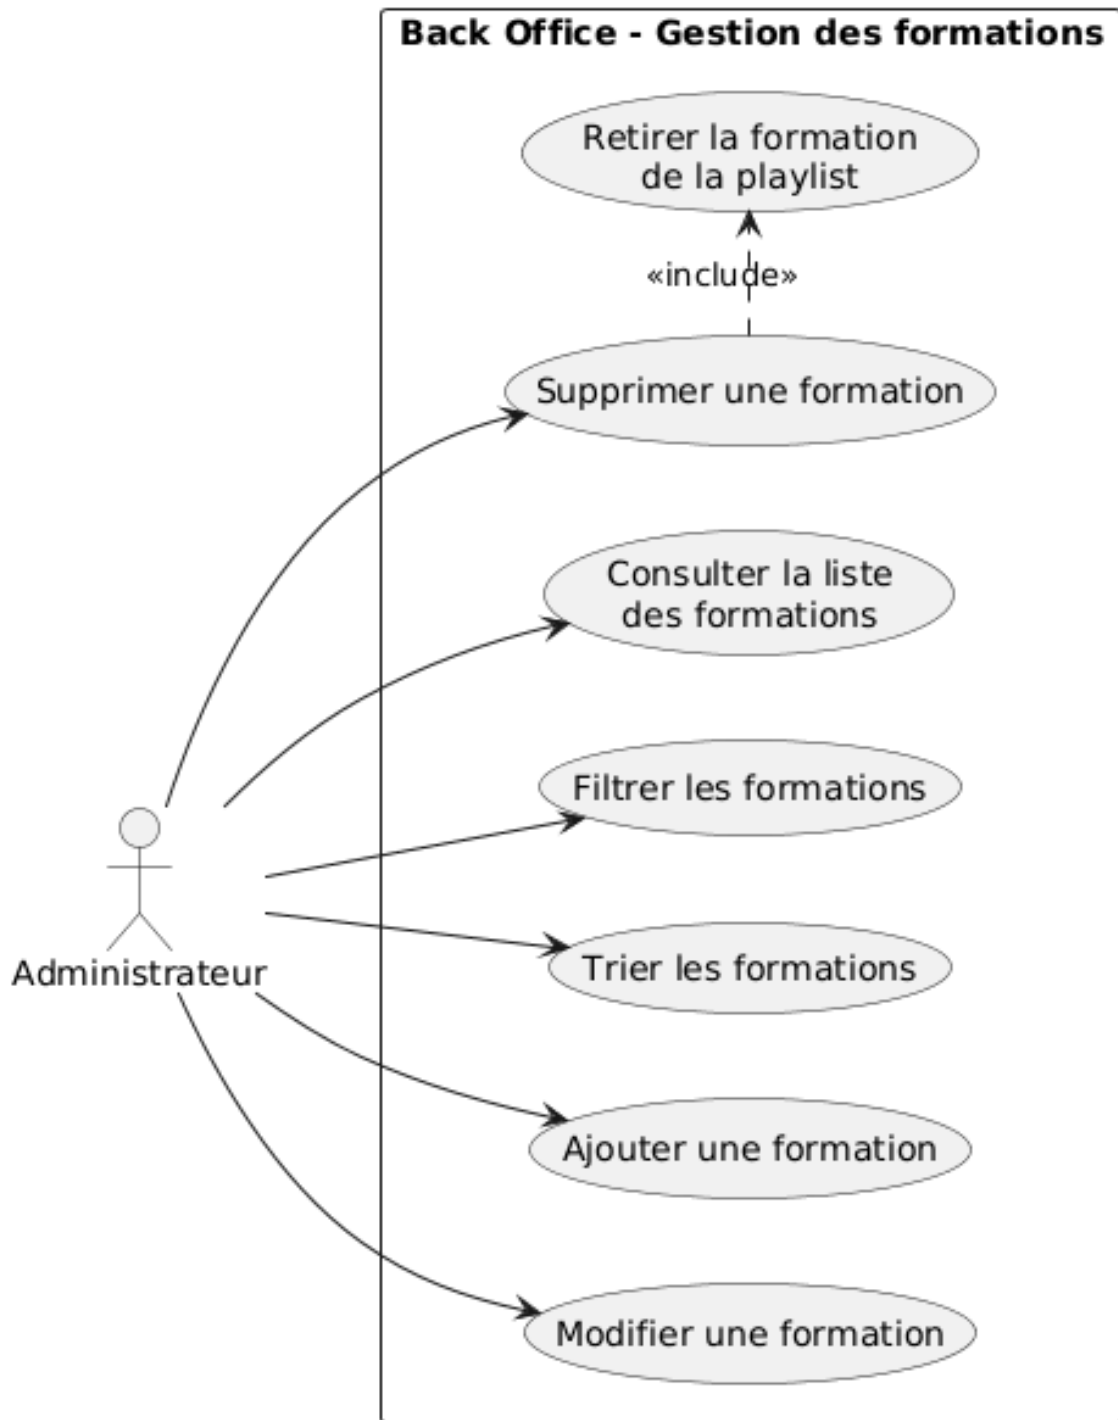 Back Office - Gestion des formations
Retirer la formation
de la playlist
«include»
Supprimer une formation
Consulter la liste
des formations
Filtrer les formations
Trier les formations
Administrateur
Ajouter une formation
Modifier une formation